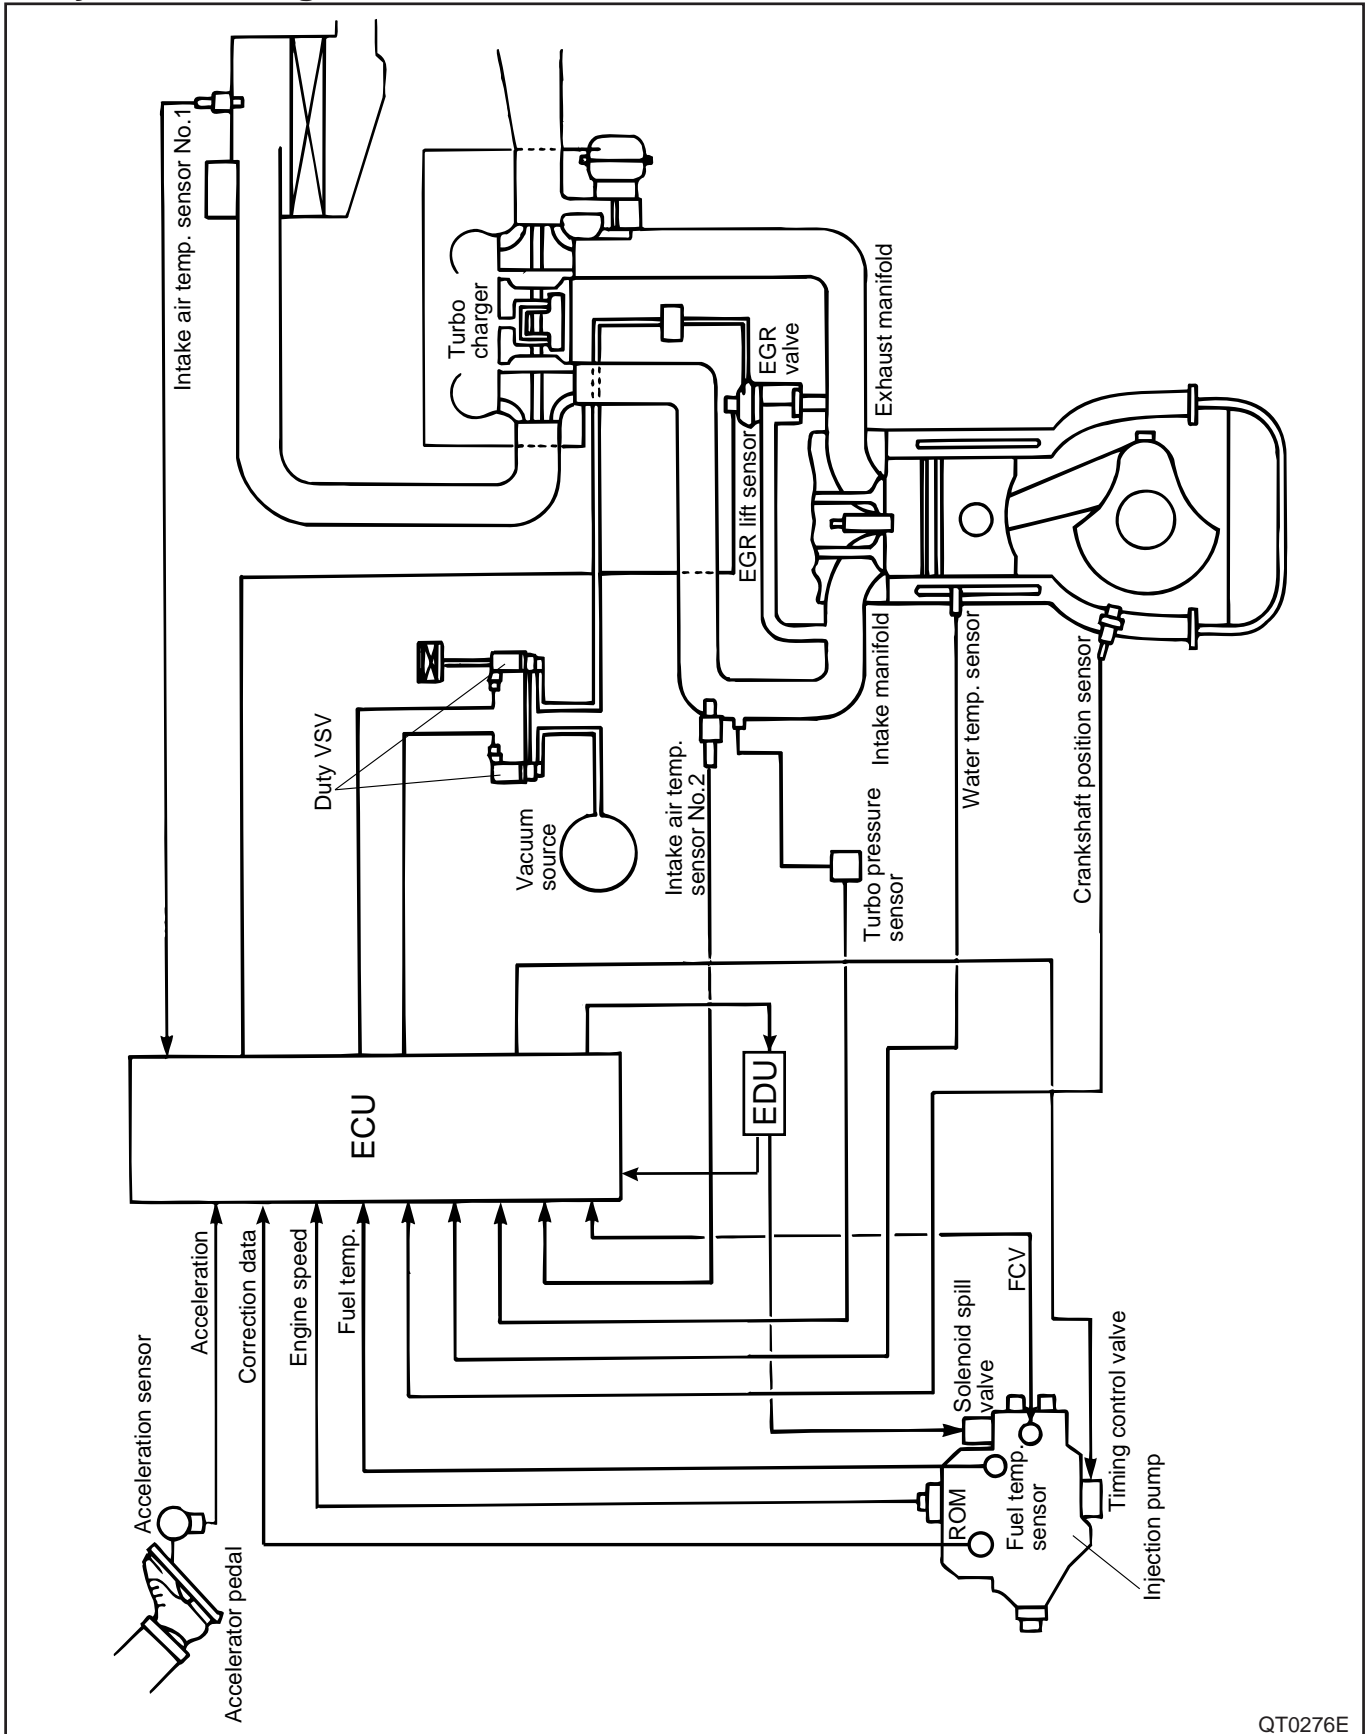 Intake air temp. sensor No.1
Turbo
charger
EGR
valve
Exhaust manifold
EGR lift sensor
Duty VSV
Vacuum
source
Intake air temp.
sensor No.2
Intake manifold
Turbo pressure
sensor
Water temp. sensor
Crankshaft position sensor
ECU
EDU
Acceleration
Correction data
Engine speed
Fuel temp.
FCV
Solenoid spill
valve
Acceleration sensor
Accelerator pedal
ROM
Fuel temp.
sensor
Timing control valve
Injection pump
QT0276E